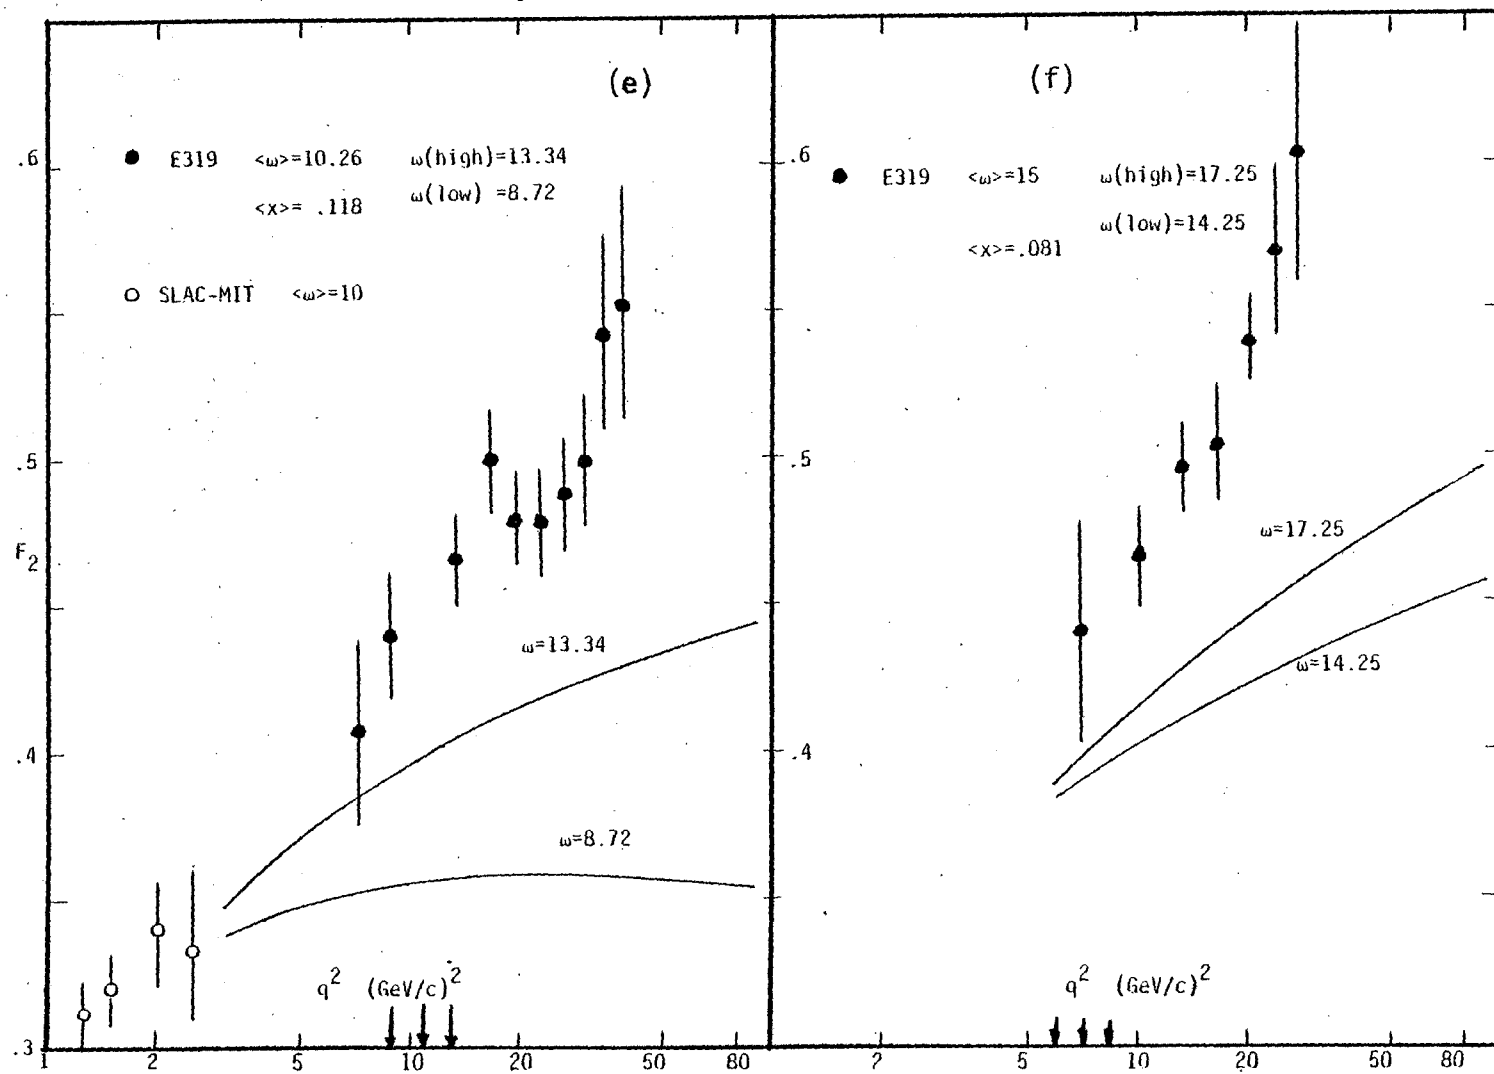 (e)
E319 <ω>=10.26 ω(high)=13.34
<x>= .118 ω(low) =8.72
SLAC-MIT <ω>=10
.6
.5
F2
.4
.3
ω=13.34
ω=8.72
q² (GeV/c)²
1 2 5 10 20 50 80
(f)
E319 <ω>=15 ω(high)=17.25
ω(low)=14.25
<x>=.081
.6
.5
.4
ω=17.25
ω=14.25
q² (GeV/c)²
2 5 10 20 50 80